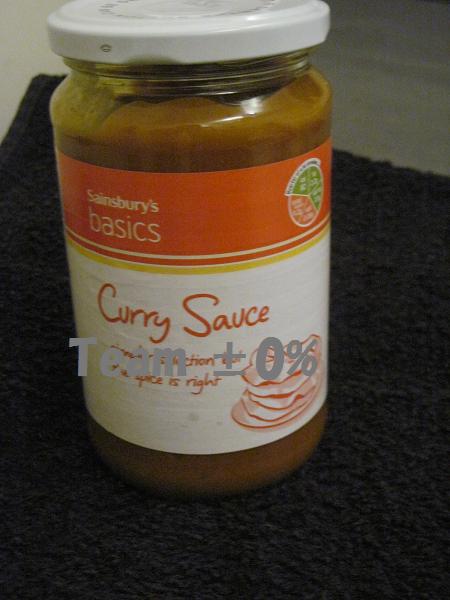 Sainsbury's
basics
Curry Sauce
Team ±0%
spice is right